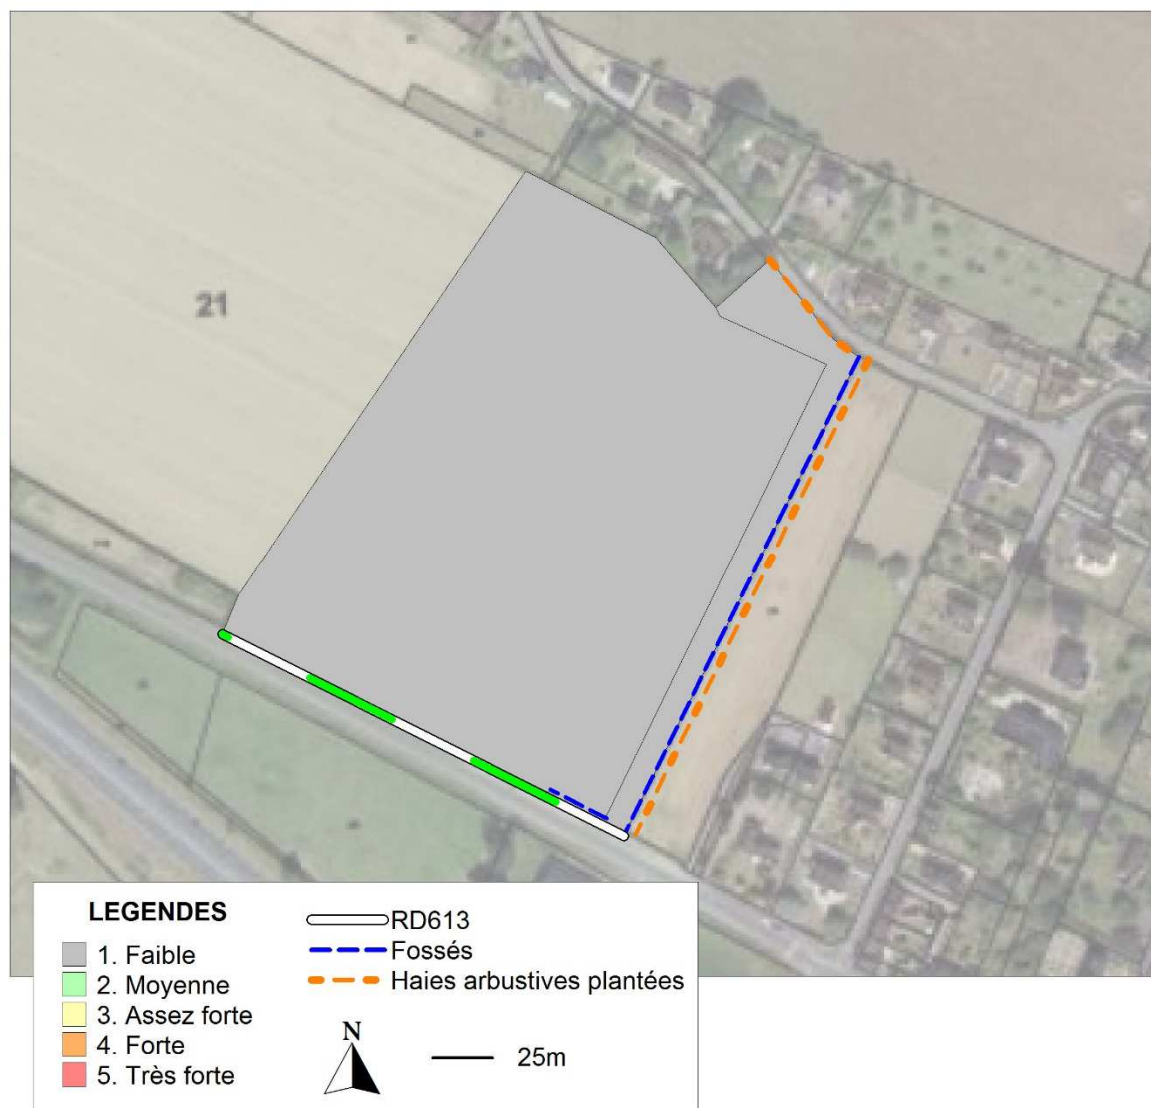 21
LEGENDES
1. Faible
2. Moyenne
3. Assez forte
4. Forte
5. Très forte
RD613
Fossés
Haies arbustives plantées
N
25m